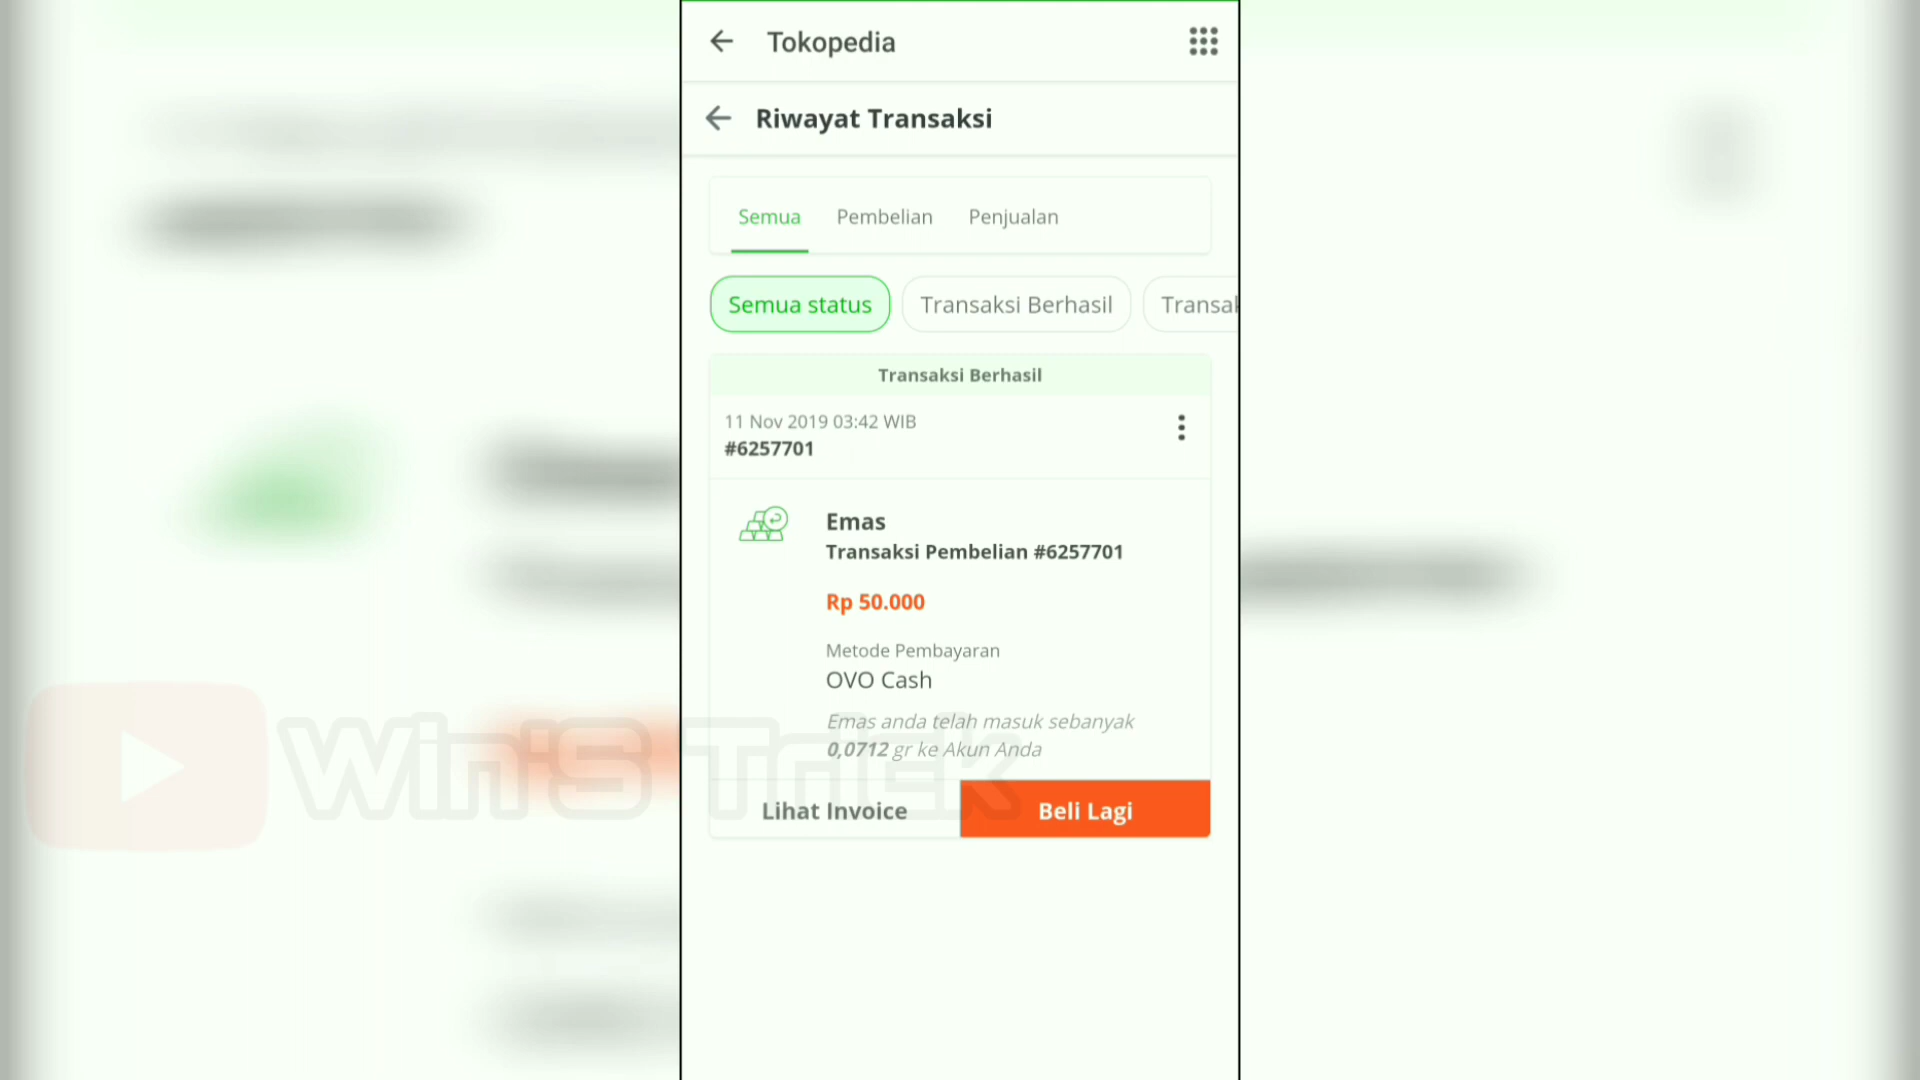 Tokopedia
Riwayat Transaksi
Semua Pembelian Penjualan
Semua status Transaksi Berhasil Transak
Transaksi Berhasil
11 Nov 2019 03:42 WIB
#6257701
Emas
Transaksi Pembelian #6257701
Rp 50.000
Metode Pembayaran
OVO Cash
Emas anda telah masuk sebanyak
0,0712 gr ke Akun Anda
Win'S TricK
Lihat Invoice Beli Lagi